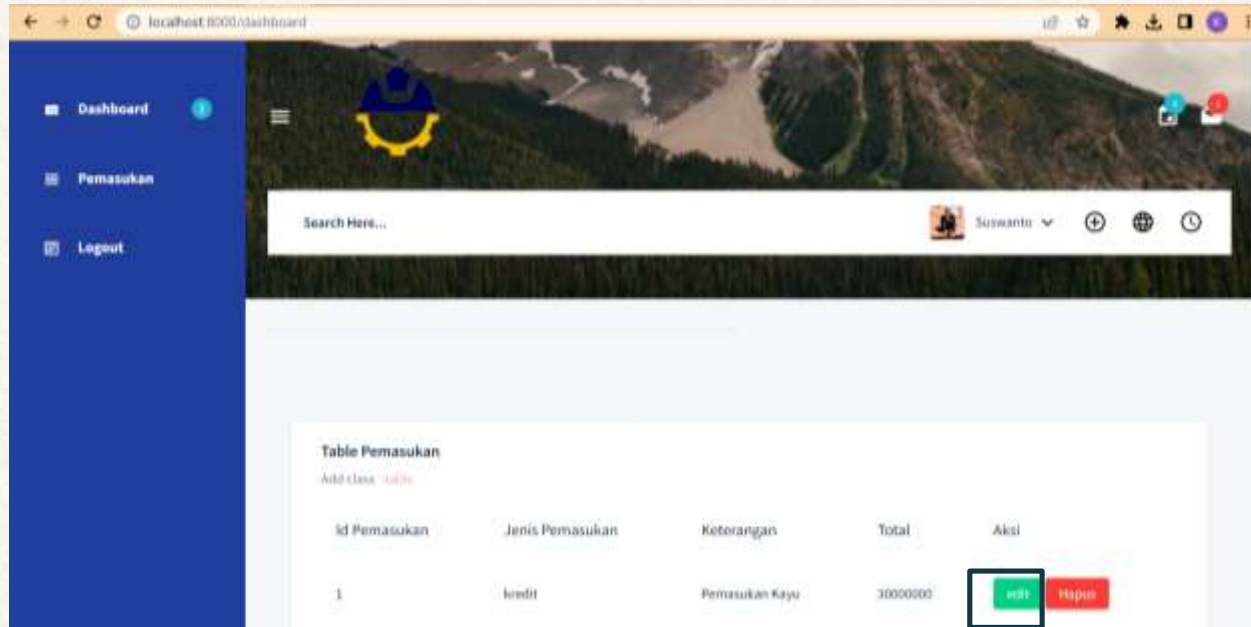 localhost:8000/dashboard
Dashboard
Pemasukan
Logout
Search Here...
Suswanto
Table Pemasukan
Add class table
Id Pemasukan Jenis Pemasukan Keterangan Total Aksi
1 kredit Pemasukan Kayu 30000000 edit Hapus